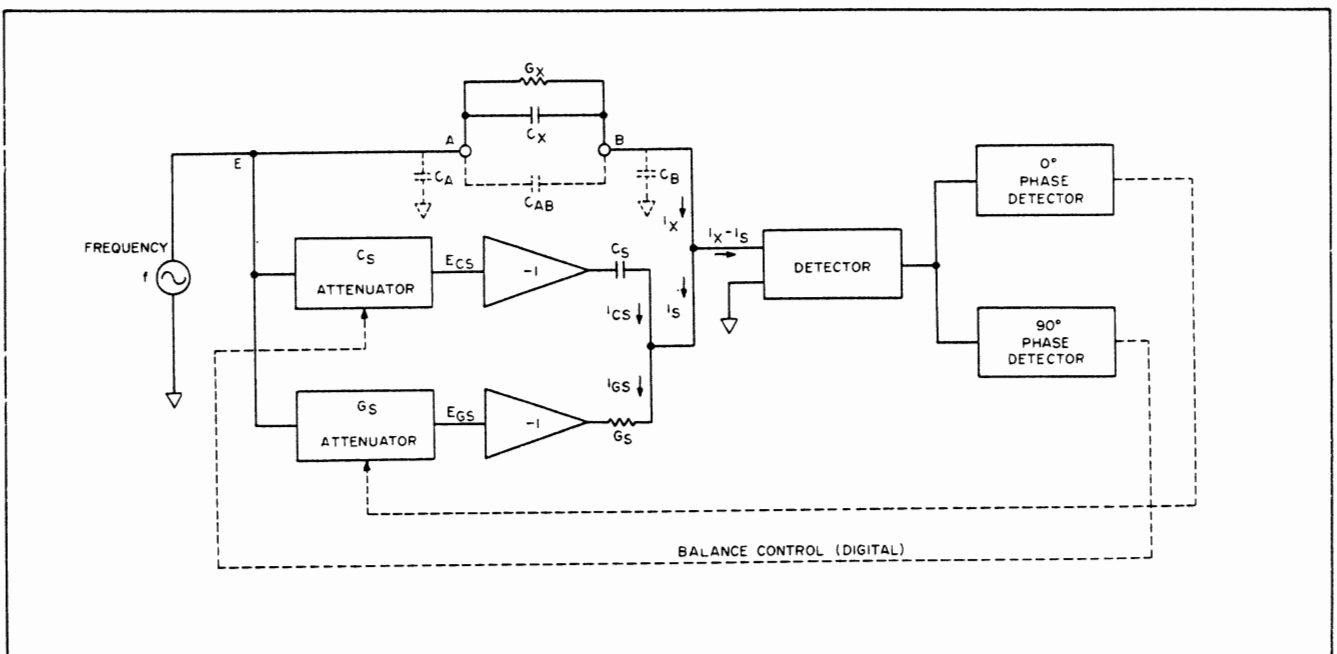 GX
CX
A
B
E
CA
CAB
CB
IX
0°
PHASE
DETECTOR
FREQUENCY
f
CS
ATTENUATOR
ECS
-1
CS
ICS
IS
IX-IS
DETECTOR
90°
PHASE
DETECTOR
GS
ATTENUATOR
EGS
-1
IGS
GS
BALANCE CONTROL (DIGITAL)